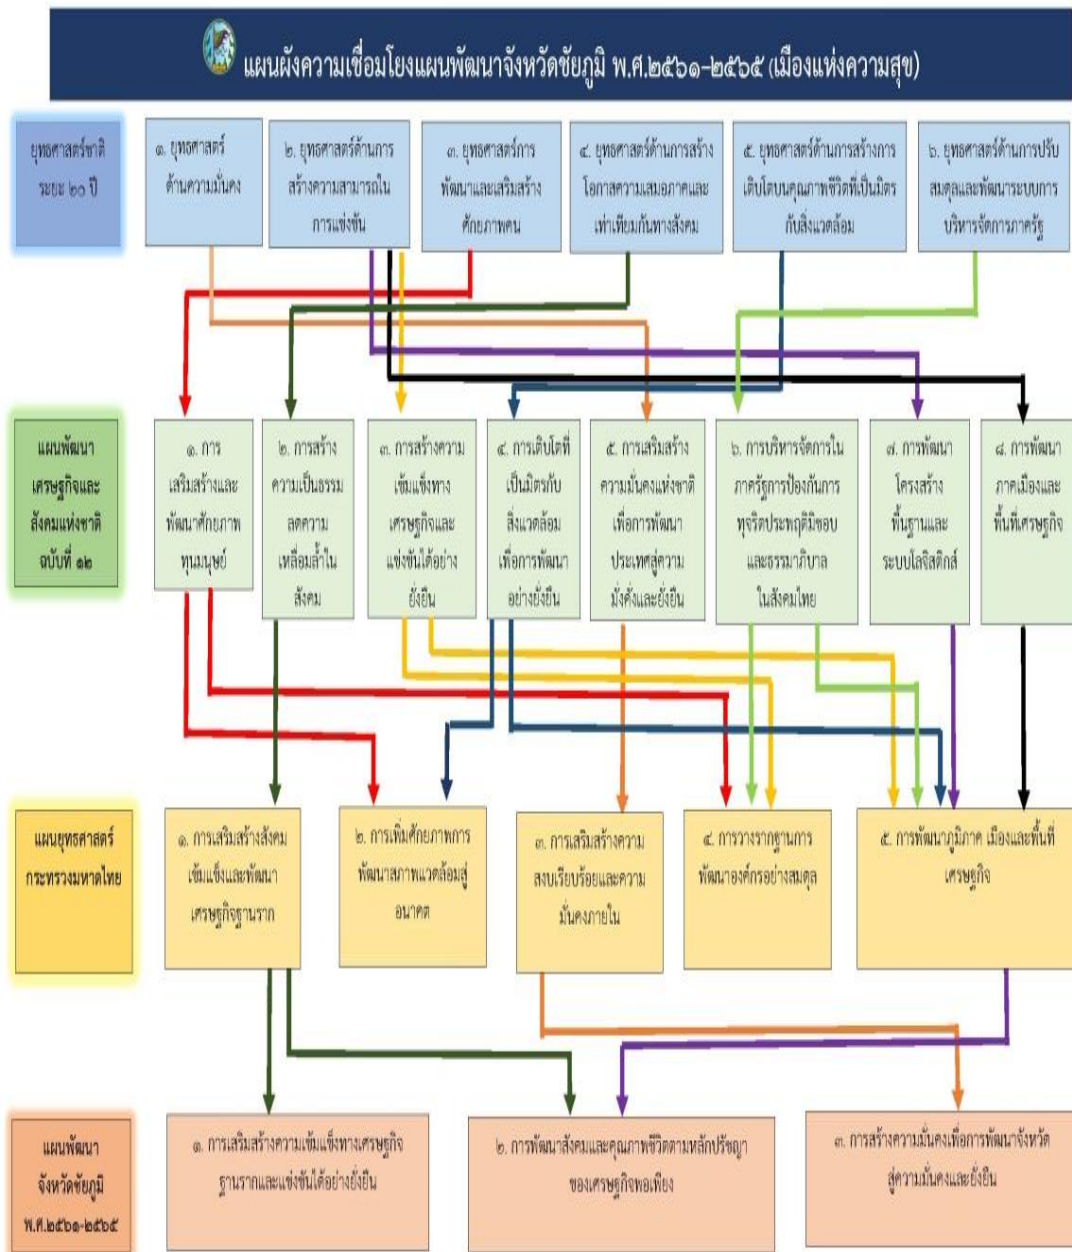 แผนผังความเชื่อมโยงแผนพัฒนาจังหวัดชัยภูมิ พ.ศ.๒๕๖๑-๒๕๖๕ (เมืองแห่งความสุข)
ยุทธศาสตร์ชาติ
ระยะ ๒๐ ปี
๑. ยุทธศาสตร์
ด้านความมั่นคง
๒. ยุทธศาสตร์ด้านการ
สร้างความสามารถใน
การแข่งขัน
๓. ยุทธศาสตร์การ
พัฒนาและเสริมสร้าง
ศักยภาพคน
๔. ยุทธศาสตร์ด้านการสร้าง
โอกาสความเสมอภาคและ
เท่าเทียมกันทางสังคม
๕. ยุทธศาสตร์ด้านการสร้างการ
เติบโตบนคุณภาพชีวิตที่เป็นมิตร
กับสิ่งแวดล้อม
๖. ยุทธศาสตร์ด้านการปรับ
สมดุลและพัฒนาระบบการ
บริหารจัดการภาครัฐ
แผนพัฒนา
เศรษฐกิจและ
สังคมแห่งชาติ
ฉบับที่ ๑๒
๑. การ
เสริมสร้างและ
พัฒนาศักยภาพ
ทุนมนุษย์
๒. การสร้าง
ความเป็นธรรม
ลดความ
เหลื่อมล้ำใน
สังคม
๓. การสร้างความ
เข้มแข็งทาง
เศรษฐกิจและ
แข่งขันได้อย่าง
ยั่งยืน
๔. การเติบโตที่
เป็นมิตรกับ
สิ่งแวดล้อม
เพื่อการพัฒนา
อย่างยั่งยืน
๕. การเสริมสร้าง
ความมั่นคงแห่งชาติ
เพื่อการพัฒนา
ประเทศสู่ความ
มั่งคั่งและยั่งยืน
๖. การบริหารจัดการใน
ภาครัฐการป้องกันการ
ทุจริตประพฤติมิชอบ
และธรรมาภิบาล
ในสังคมไทย
๗. การพัฒนา
โครงสร้าง
พื้นฐานและ
ระบบโลจิสติกส์
๘. การพัฒนา
ภาคเมืองและ
พื้นที่เศรษฐกิจ
แผนยุทธศาสตร์
กระทรวงมหาดไทย
๑. การเสริมสร้างสังคม
เข้มแข็งและพัฒนา
เศรษฐกิจฐานราก
๒. การเพิ่มศักยภาพการ
พัฒนาสภาพแวดล้อมสู่
อนาคต
๓. การเสริมสร้างความ
สงบเรียบร้อยและความ
มั่นคงภายใน
๔. การวางรากฐานการ
พัฒนาองค์กรอย่างสมดุล
๕. การพัฒนาภูมิภาค เมืองและพื้นที่
เศรษฐกิจ
แผนพัฒนา
จังหวัดชัยภูมิ
พ.ศ.๒๕๖๑-๒๕๖๕
๑. การเสริมสร้างความเข้มแข็งทางเศรษฐกิจ
ฐานรากและแข่งขันได้อย่างยั่งยืน
๒. การพัฒนาสังคมและคุณภาพชีวิตตามหลักปรัชญา
ของเศรษฐกิจพอเพียง
๓. การสร้างความมั่นคงเพื่อการพัฒนาจังหวัด
สู่ความมั่นคงและยั่งยืน